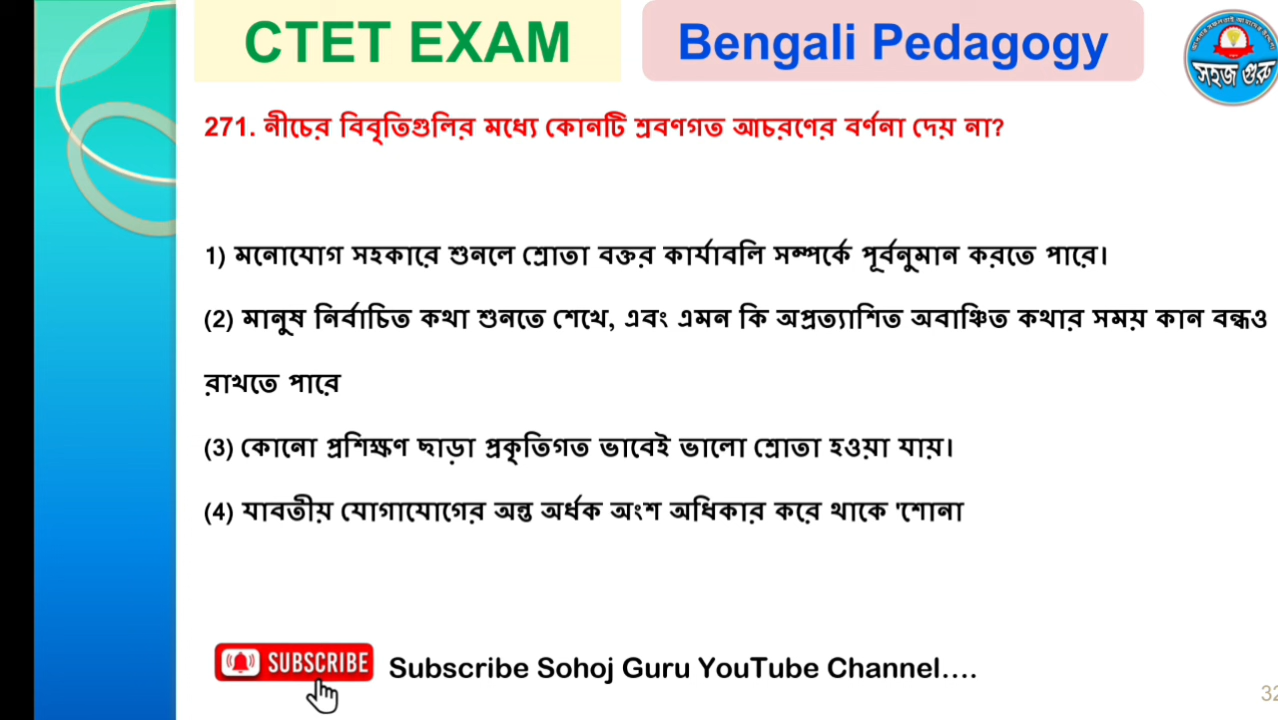 CTET EXAM
Bengali Pedagogy
সহজ গুরু
271. নীচের বিবৃতিগুলির মধ্যে কোনটি শ্রবণগত আচরণের বর্ণনা দেয় না?
1) মনোযোগ সহকারে শুনলে শ্রোতা বক্তর কার্যাবলি সম্পর্কে পূর্বনুমান করতে পারে।
(2) মানুষ নির্বাচিত কথা শুনতে শেখে, এবং এমন কি অপ্রত্যাশিত অবাঞ্চিত কথার সময় কান বন্ধও
রাখতে পারে
(3) কোনো প্রশিক্ষণ ছাড়া প্রকৃতিগত ভাবেই ভালো শ্রোতা হওয়া যায়।
(4) যাবতীয় যোগাযোগের অন্ত অর্ধক অংশ অধিকার করে থাকে 'শোনা
SUBSCRIBE
Subscribe Sohoj Guru YouTube Channel....
32